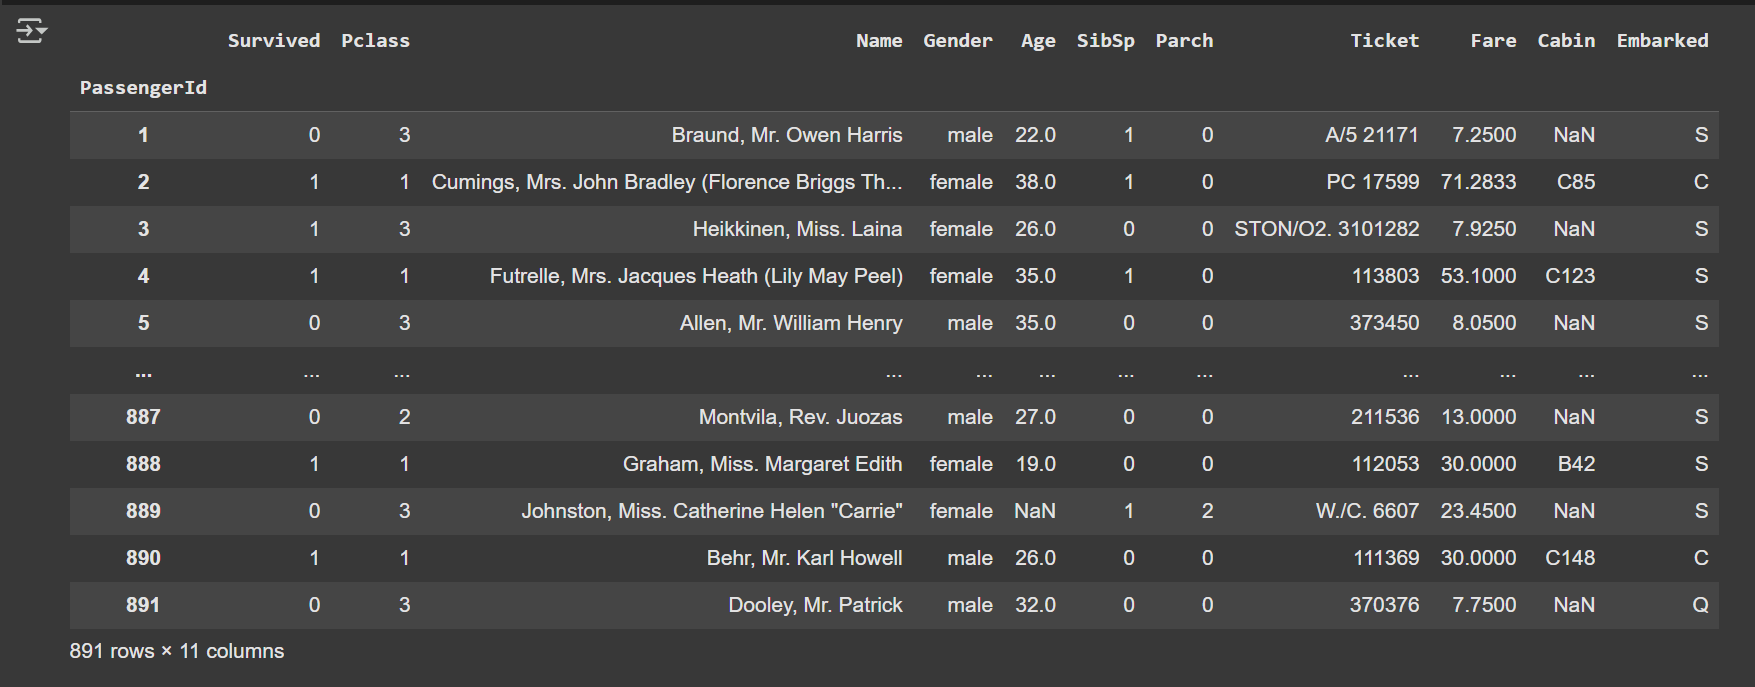 Survived Pclass Name Gender Age SibSp Parch Ticket Fare Cabin Embarked
PassengerId
1 0 3 Braund, Mr. Owen Harris male 22.0 1 0 A/5 21171 7.2500 NaN S
2 1 1 Cumings, Mrs. John Bradley (Florence Briggs Th... female 38.0 1 0 PC 17599 71.2833 C85 C
3 1 3 Heikkinen, Miss. Laina female 26.0 0 0 STON/O2. 3101282 7.9250 NaN S
4 1 1 Futrelle, Mrs. Jacques Heath (Lily May Peel) female 35.0 1 0 113803 53.1000 C123 S
5 0 3 Allen, Mr. William Henry male 35.0 0 0 373450 8.0500 NaN S
... ... ... ... ... ... ... ... ... ... ... ...
887 0 2 Montvila, Rev. Juozas male 27.0 0 0 211536 13.0000 NaN S
888 1 1 Graham, Miss. Margaret Edith female 19.0 0 0 112053 30.0000 B42 S
889 0 3 Johnston, Miss. Catherine Helen "Carrie" female NaN 1 2 W./C. 6607 23.4500 NaN S
890 1 1 Behr, Mr. Karl Howell male 26.0 0 0 111369 30.0000 C148 C
891 0 3 Dooley, Mr. Patrick male 32.0 0 0 370376 7.7500 NaN Q
891 rows × 11 columns